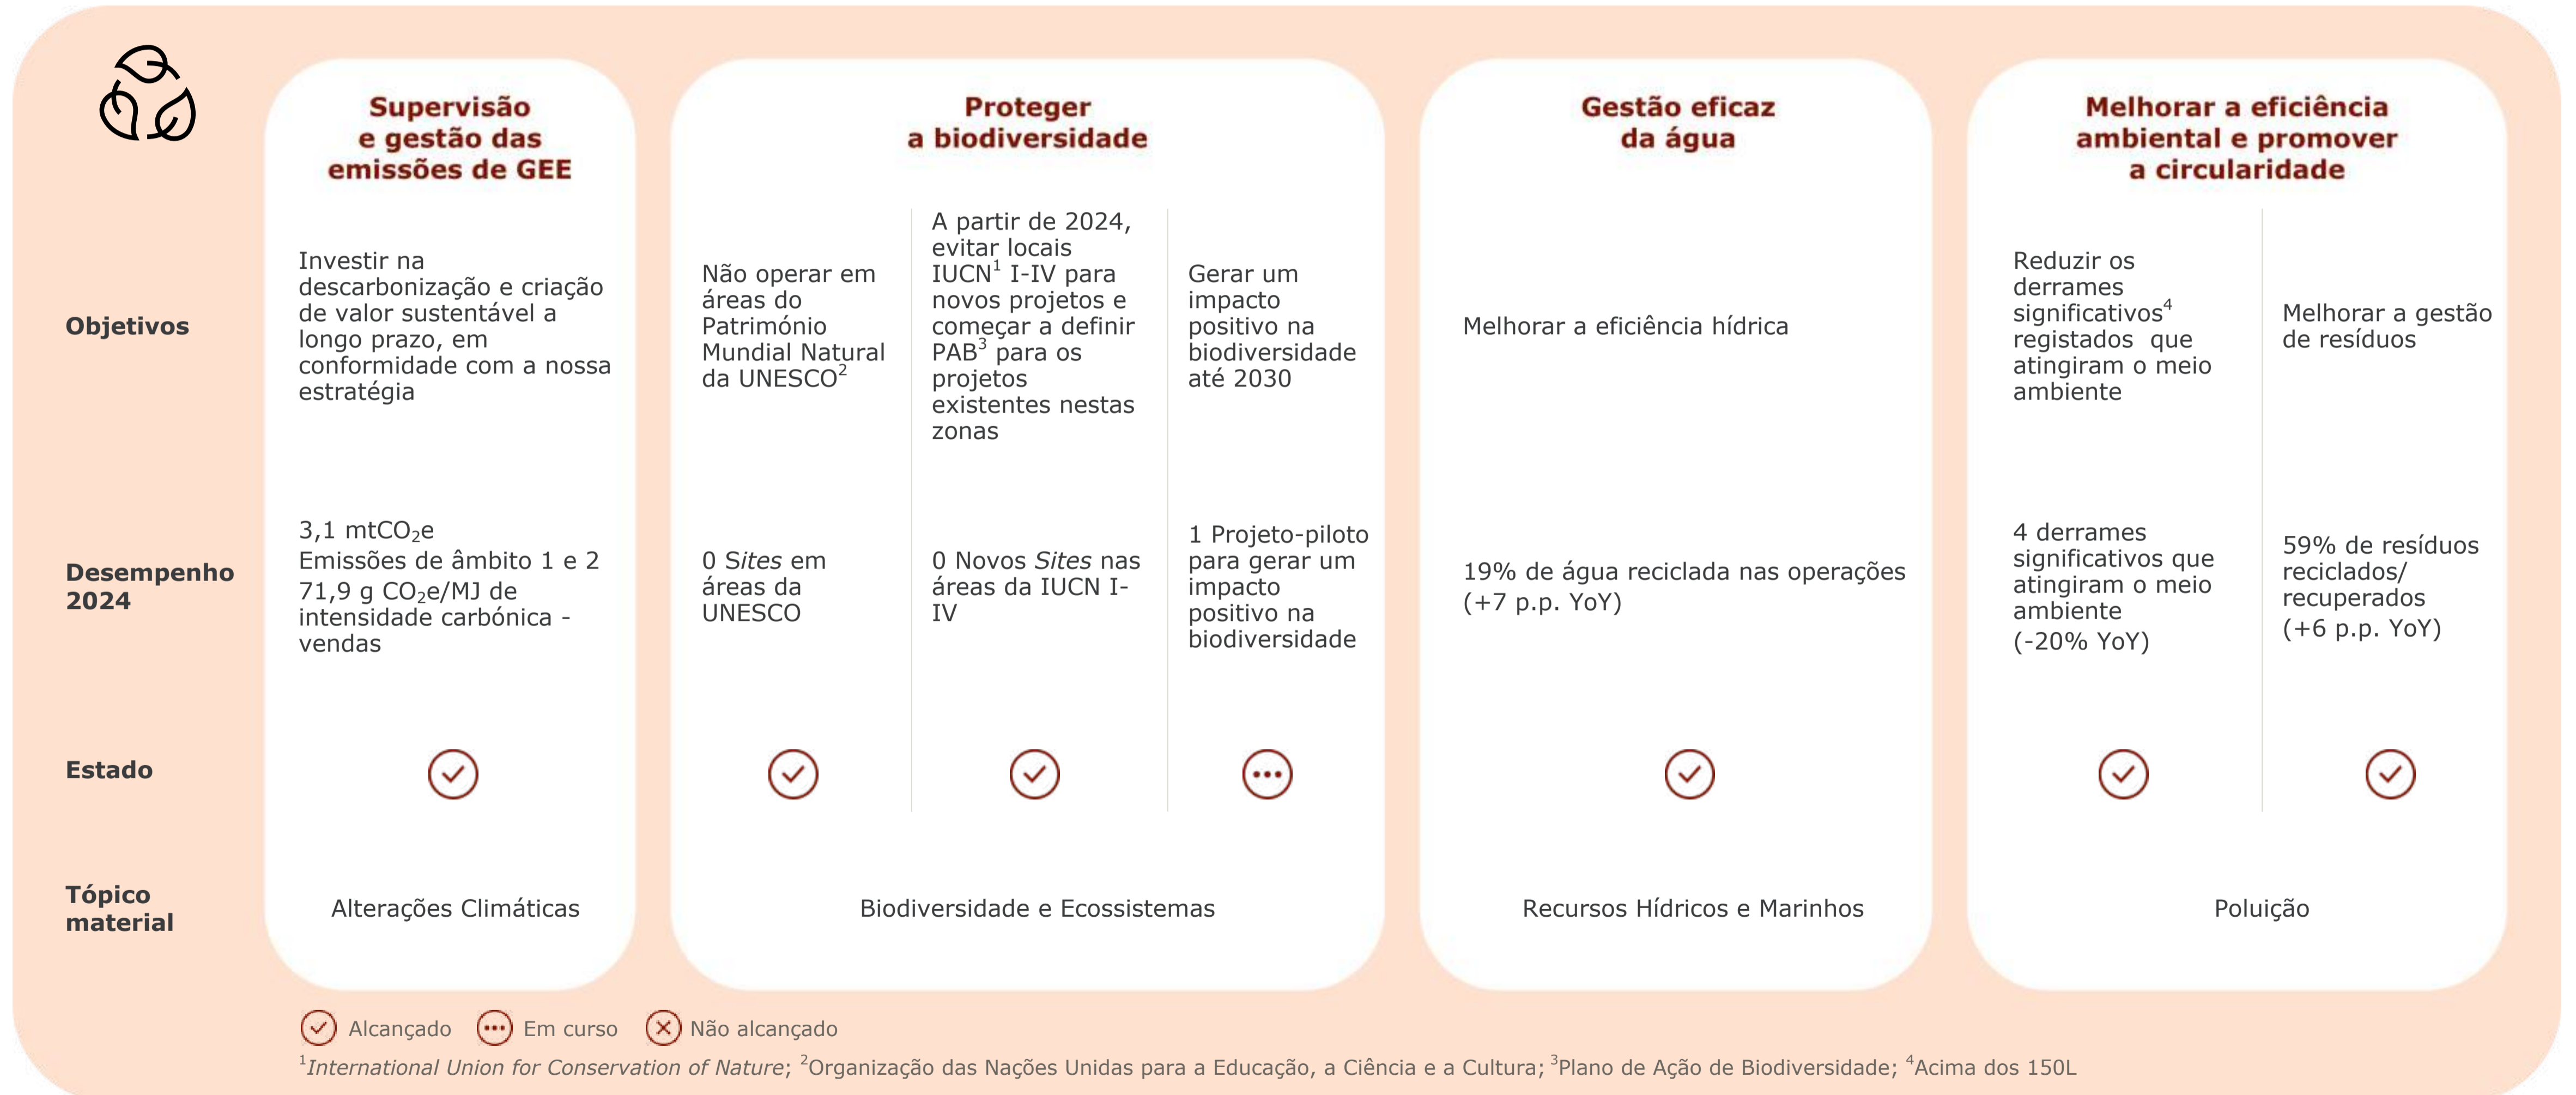 Supervisão
e gestão das
emissões de GEE
Proteger
a biodiversidade
Gestão eficaz
da água
Melhorar a eficiência
ambiental e promover
a circularidade
Objetivos
Investir na
descarbonização e criação
de valor sustentável a
longo prazo, em
conformidade com a nossa
estratégia
Não operar em
áreas do
Património
Mundial Natural
da UNESCO²
A partir de 2024,
evitar locais
IUCN¹ I-IV para
novos projetos e
começar a definir
PAB³ para os
projetos
existentes nestas
zonas
Gerar um
impacto
positivo na
biodiversidade
até 2030
Melhorar a eficiência hídrica
Reduzir os
derrames
significativos⁴
registados  que
atingiram o meio
ambiente
Melhorar a gestão
de resíduos
Desempenho
2024
3,1 mtCO₂e
Emissões de âmbito 1 e 2
71,9 g CO₂e/MJ de
intensidade carbónica -
vendas
0 Sites em
áreas da
UNESCO
0 Novos Sites nas
áreas da IUCN I-
IV
1 Projeto-piloto
para gerar um
impacto
positivo na
biodiversidade
19% de água reciclada nas operações
(+7 p.p. YoY)
4 derrames
significativos que
atingiram o meio
ambiente
(-20% YoY)
59% de resíduos
reciclados/
recuperados
(+6 p.p. YoY)
Estado
Tópico
material
Alterações Climáticas
Biodiversidade e Ecossistemas
Recursos Hídricos e Marinhos
Poluição
Alcançado
Em curso
Não alcançado
¹International Union for Conservation of Nature; ²Organização das Nações Unidas para a Educação, a Ciência e a Cultura; ³Plano de Ação de Biodiversidade; ⁴Acima dos 150L